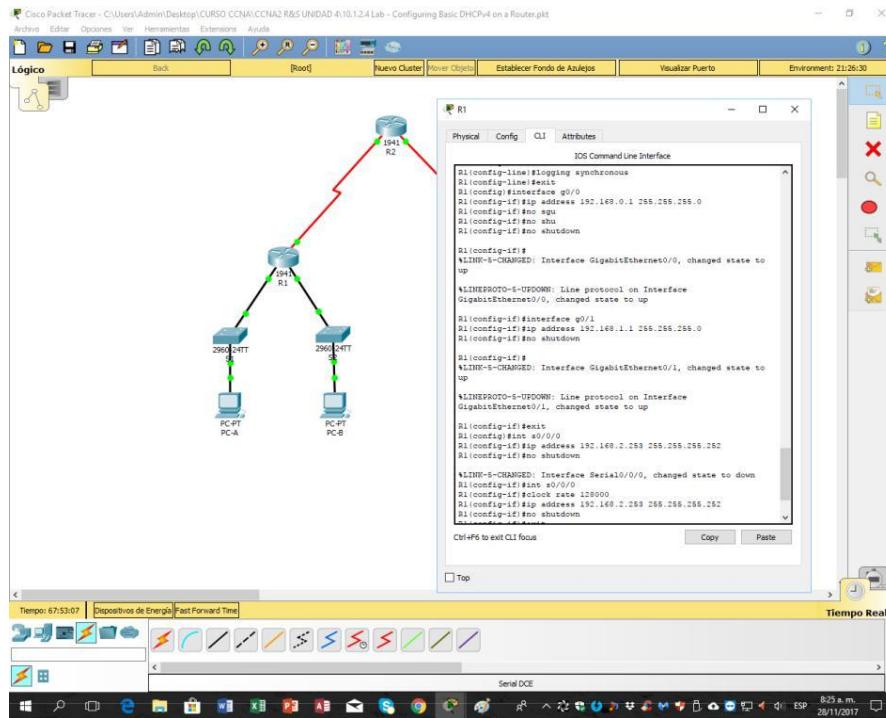 Cisco Packet Tracer - C:\Users\Admin\Desktop\CURSO CCNA\CCNA2 R&S UNIDAD 4\10.1.2.4 Lab - Configuring Basic DHCPv4 on a Router.pkt
Archivo Editar Opciones Ver Herramientas Extensions Ayuda
Lógico Back [Root] Nuevo Cluster Mover Objeto Establecer Fondo de Azulejos Visualizar Puerto Environment: 21:26:30
1941
R2
1941
R1
2960-24TT
2960-24TT
PC-PT
PC-A
PC-PT
PC-B
R1
Physical Config CLI Attributes
IOS Command Line Interface
R1(config-line)#logging synchronous
R1(config-line)#exit
R1(config)#interface g0/0
R1(config-if)#ip address 192.168.0.1 255.255.255.0
R1(config-if)#no sgu
R1(config-if)#no shu
R1(config-if)#no shutdown
R1(config-if)#
%LINK-5-CHANGED: Interface GigabitEthernet0/0, changed state to
up
%LINEPROTO-5-UPDOWN: Line protocol on Interface
GigabitEthernet0/0, changed state to up
R1(config-if)#interface g0/1
R1(config-if)#ip address 192.168.1.1 255.255.255.0
R1(config-if)#no shutdown
R1(config-if)#
%LINK-5-CHANGED: Interface GigabitEthernet0/1, changed state to
up
%LINEPROTO-5-UPDOWN: Line protocol on Interface
GigabitEthernet0/1, changed state to up
R1(config-if)#exit
R1(config)#int s0/0/0
R1(config-if)#ip address 192.168.2.253 255.255.255.252
R1(config-if)#no shutdown
%LINK-5-CHANGED: Interface Serial0/0/0, changed state to down
R1(config-if)#int s0/0/0
R1(config-if)#clock rate 128000
R1(config-if)#ip address 192.168.2.253 255.255.255.252
R1(config-if)#no shutdown
Ctrl+F6 to exit CLI focus Copy Paste
Top
Tiempo: 67:53:07 Dispositivos de Energía Fast Forward Time Tiempo Real
Serial DCE
ESP
8:25 a. m.
28/11/2017